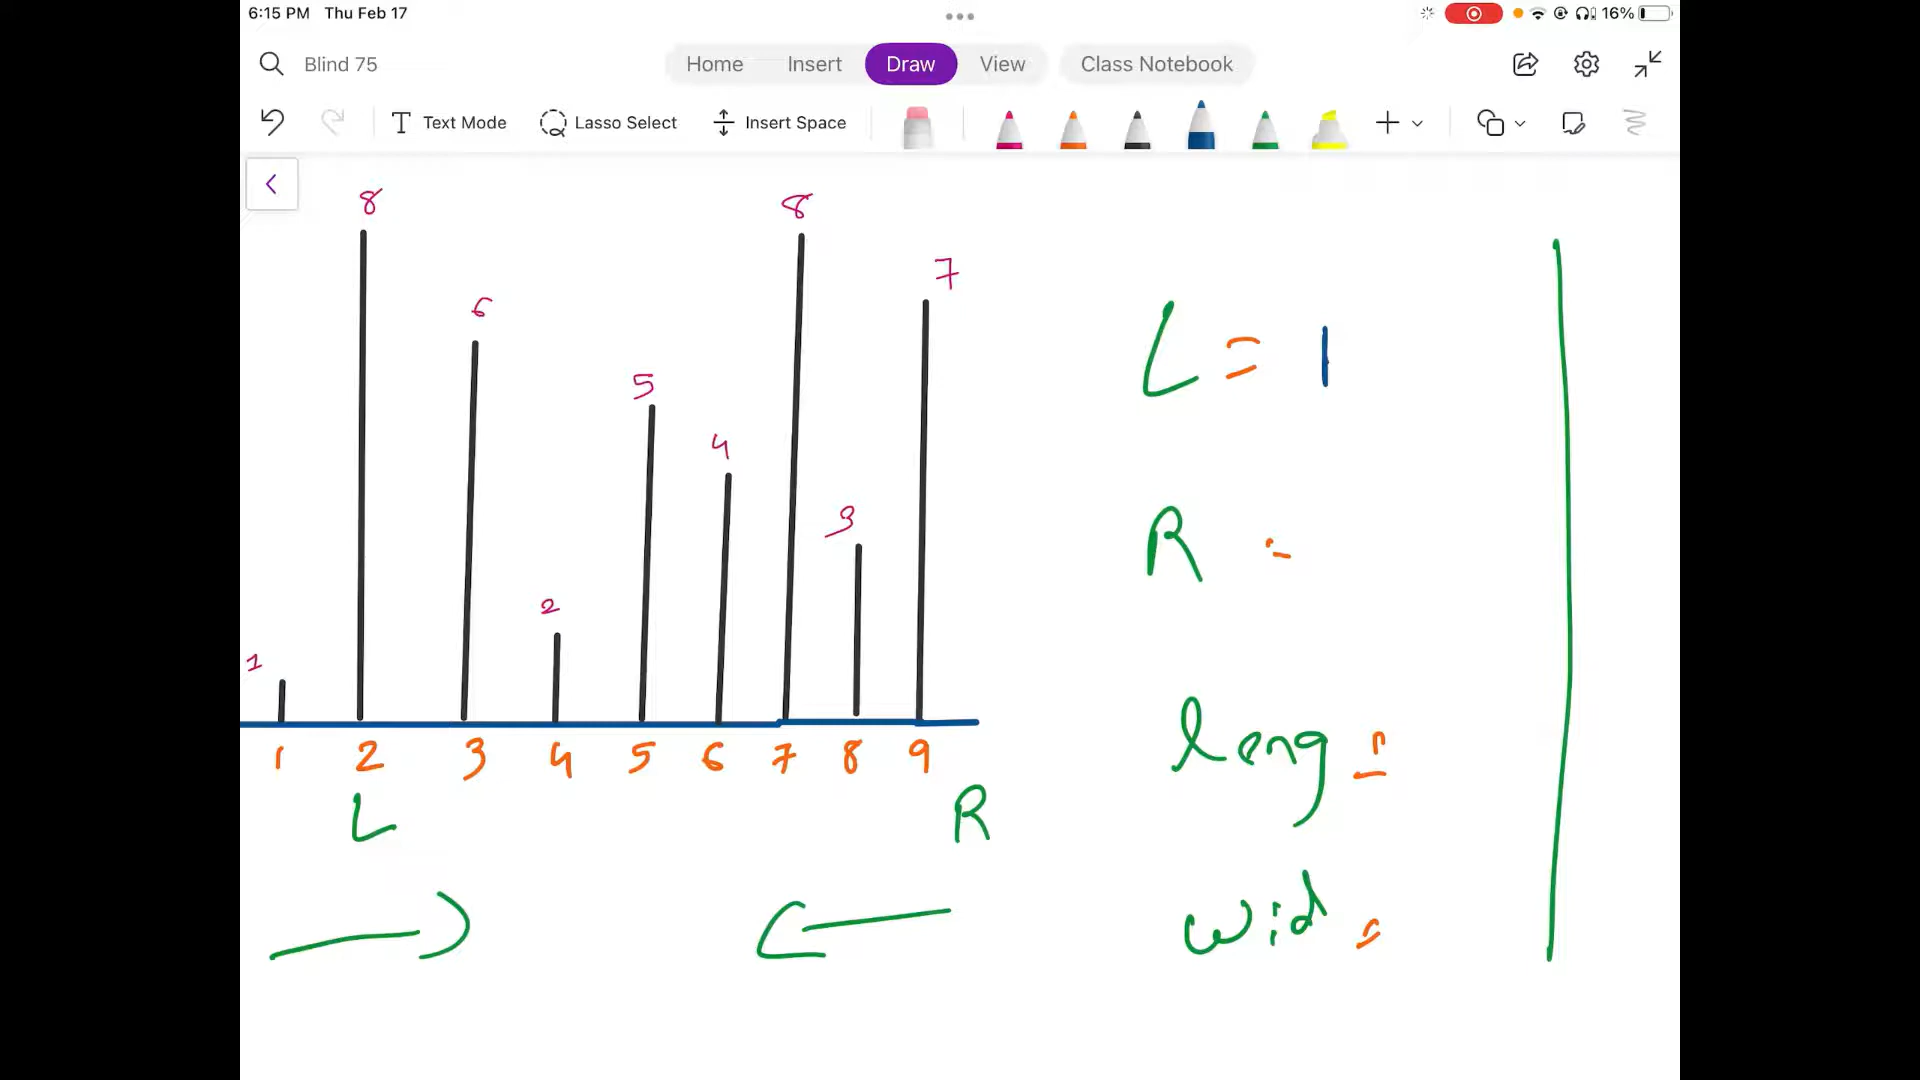 6:15 PM Thu Feb 17
16%
Blind 75
Home Insert Draw View Class Notebook
Text Mode Lasso Select Insert Space
8 8
7
6
5
4
3
2
1
L = 1
R =
leng =
wid =
1 2 3 4 5 6 7 8 9
L R